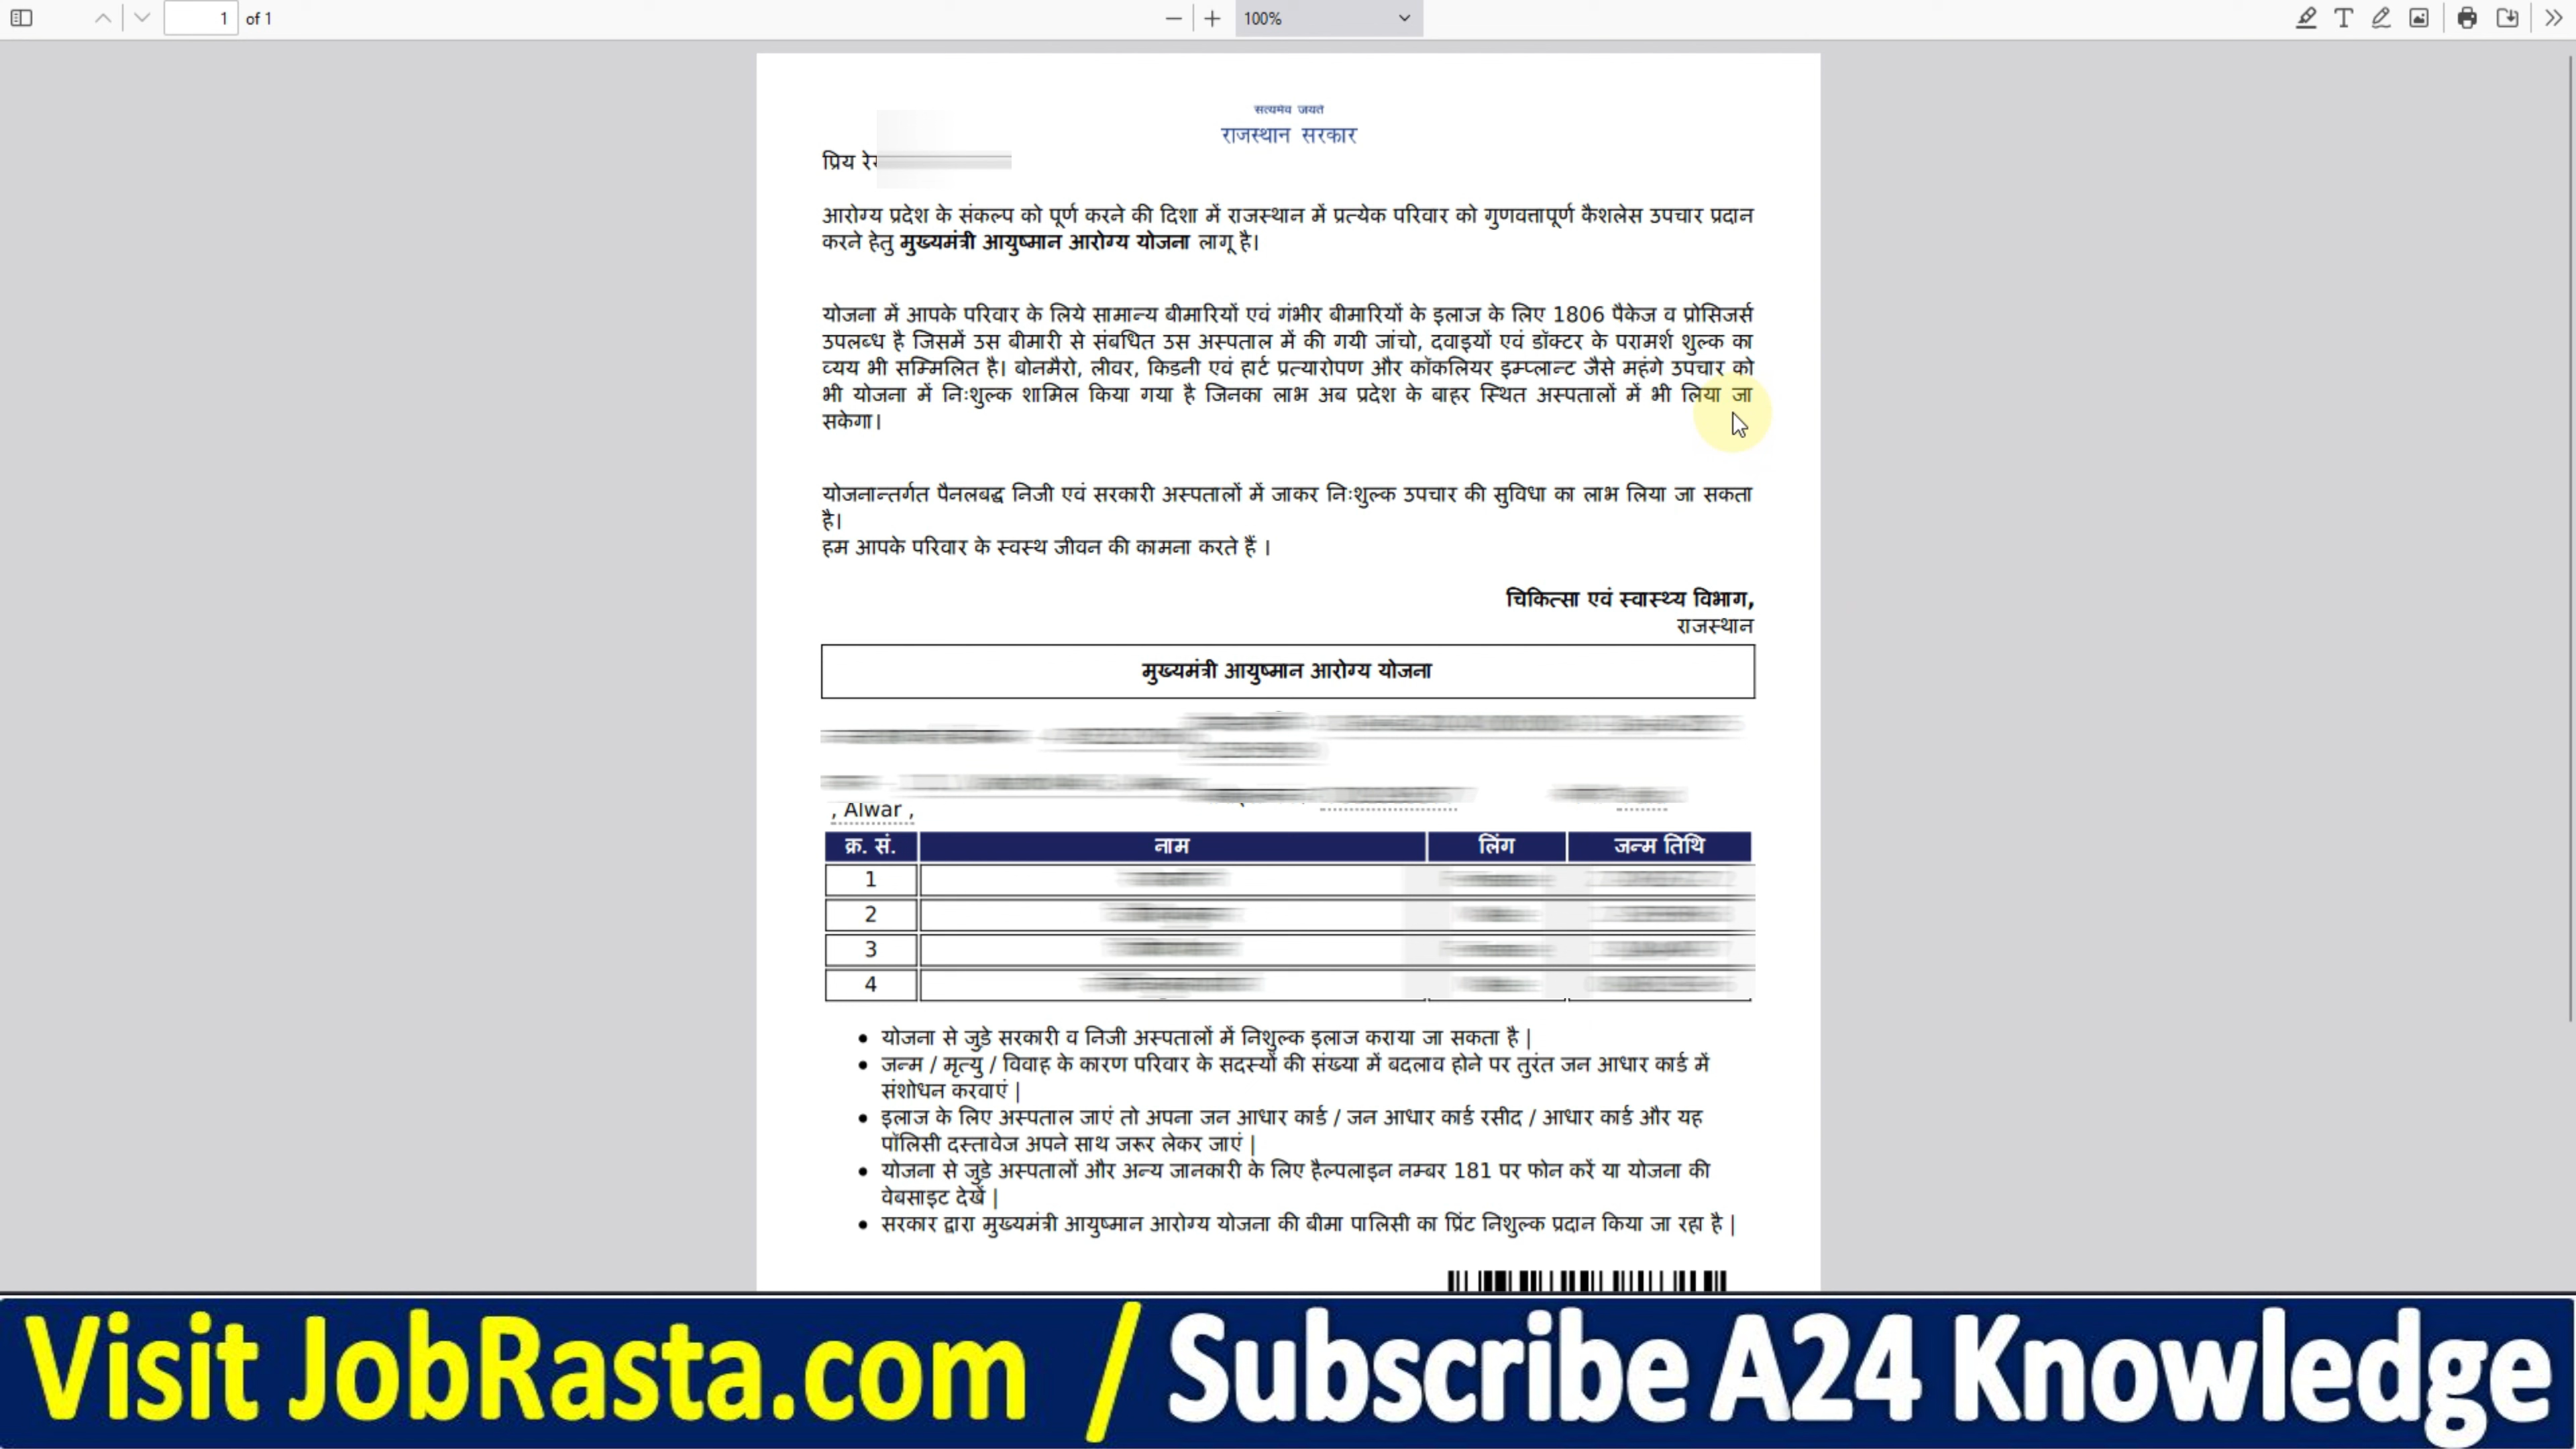 1 of 1 100%
सत्यमेव जयते
राजस्थान सरकार
प्रिय
आरोग्य प्रदेश के संकल्प को पूर्ण करने की दिशा में राजस्थान में प्रत्येक परिवार को गुणवत्तापूर्ण कैशलेस उपचार प्रदान
करने हेतु मुख्यमंत्री आयुष्मान आरोग्य योजना लागू है।
योजना में आपके परिवार के लिये सामान्य बीमारियों एवं गंभीर बीमारियों के इलाज के लिए 1806 पैकेज व प्रोसिजर्स
उपलब्ध है जिसमें उस बीमारी से संबधित उस अस्पताल में की गयी जांचो, दवाइयों एवं डॉक्टर के परामर्श शुल्क का
व्यय भी सम्मिलित है। बोनमैरो, लीवर, किडनी एवं हार्ट प्रत्यारोपण और कॉकलियर इम्प्लान्ट जैसे महंगे उपचार को
भी योजना में निःशुल्क शामिल किया गया है जिनका लाभ अब प्रदेश के बाहर स्थित अस्पतालों में भी लिया जा
सकेगा।
योजनान्तर्गत पैनलबद्ध निजी एवं सरकारी अस्पतालों में जाकर निःशुल्क उपचार की सुविधा का लाभ लिया जा सकता
है।
हम आपके परिवार के स्वस्थ जीवन की कामना करते हैं ।
चिकित्सा एवं स्वास्थ्य विभाग,
राजस्थान
मुख्यमंत्री आयुष्मान आरोग्य योजना
, Alwar ,
क्र. सं. नाम लिंग जन्म तिथि
1
2
3
4
• योजना से जुड़े सरकारी व निजी अस्पतालों में निशुल्क इलाज कराया जा सकता है |
• जन्म / मृत्यु / विवाह के कारण परिवार के सदस्यों की संख्या में बदलाव होने पर तुरंत जन आधार कार्ड में
संशोधन करवाएं |
• इलाज के लिए अस्पताल जाएं तो अपना जन आधार कार्ड / जन आधार कार्ड रसीद / आधार कार्ड और यह
पॉलिसी दस्तावेज अपने साथ जरूर लेकर जाएं |
• योजना से जुड़े अस्पतालों और अन्य जानकारी के लिए हैल्पलाइन नम्बर 181 पर फोन करें या योजना की
वेबसाइट देखें |
• सरकार द्वारा मुख्यमंत्री आयुष्मान आरोग्य योजना की बीमा पालिसी का प्रिंट निशुल्क प्रदान किया जा रहा है |
Visit JobRasta.com / Subscribe A24 Knowledge